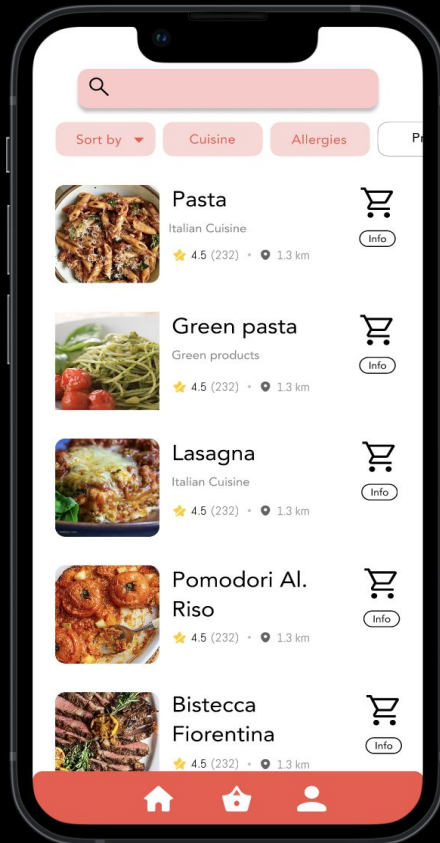 Sort by
Cuisine
Allergies
Pr
Pasta
Italian Cuisine
4.5 (232) • 1.3 km
Info
Green pasta
Green products
4.5 (232) • 1.3 km
Info
Lasagna
Italian Cuisine
4.5 (232) • 1.3 km
Info
Pomodori Al.
Riso
4.5 (232) • 1.3 km
Info
Bistecca
Fiorentina
4.5 (232) • 1.3 km
Info